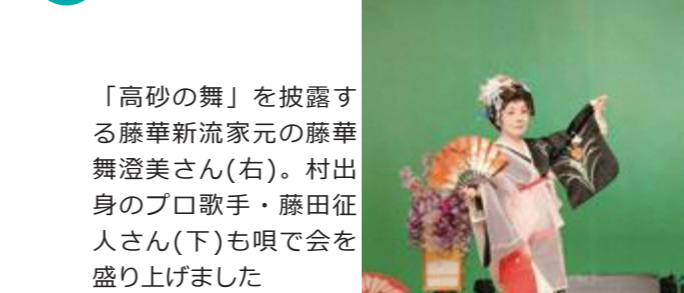 「高砂の舞」を披露す
る藤華新流家元の藤華
舞澄美さん(右)。村出
身のプロ歌手・藤田征
人さん(下)も唄で会を
盛り上げました